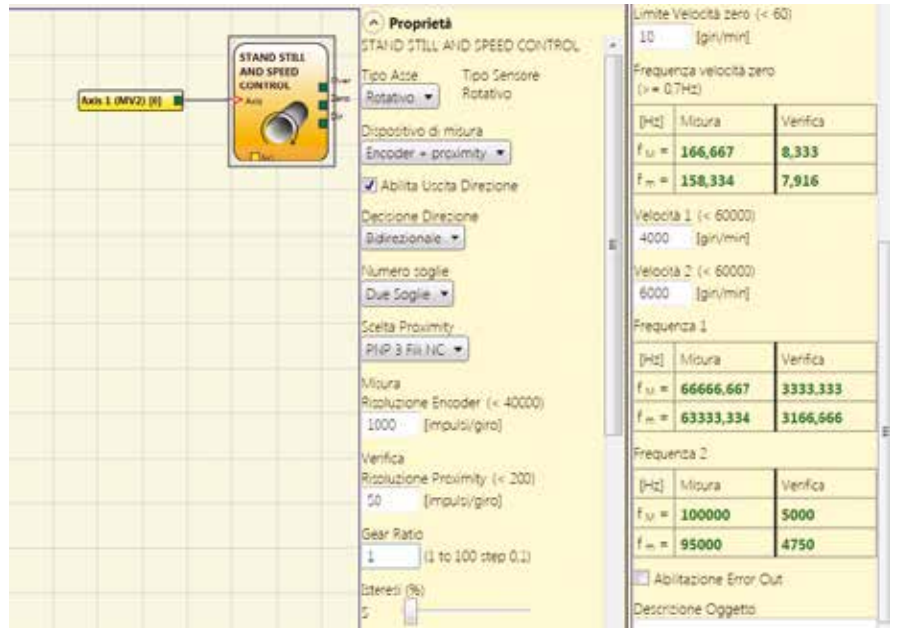 Axis 1 (MV2) [8]
STAND STILL
AND SPEED
CONTROL
Axis
Over
Zero
Dir
Proprietà
STAND STILL AND SPEED CONTROL
Tipo Asse Tipo Sensore
Rotativo Rotativo
Dispositivo di misura
Encoder + proximity
Abilita Uscita Direzione
Decisione Direzione
Bidirezionale
Numero soglie
Due Soglie
Scelta Proximity
PNP 3 Fili NC
Misura
Risoluzione Encoder (< 40000)
1000 [impulsi/giro]
Verifica
Risoluzione Proximity (< 200)
50 [impulsi/giro]
Gear Ratio
1 (1 to 100 step 0,1)
Isteresi (%)
5
Limite Velocità zero (< 60)
10 [giri/min]
Frequenza velocità zero
(>= 0,7Hz)
[Hz] Misura Verifica
f M = 166,667 8,333
f m = 158,334 7,916
Velocità 1 (< 60000)
4000 [giri/min]
Velocità 2 (< 60000)
6000 [giri/min]
Frequenza 1
[Hz] Misura Verifica
f M = 66666,667 3333,333
f m = 63333,334 3166,666
Frequenza 2
[Hz] Misura Verifica
f M = 100000 5000
f m = 95000 4750
Abilitazione Error Out
Descrizione Oggetto